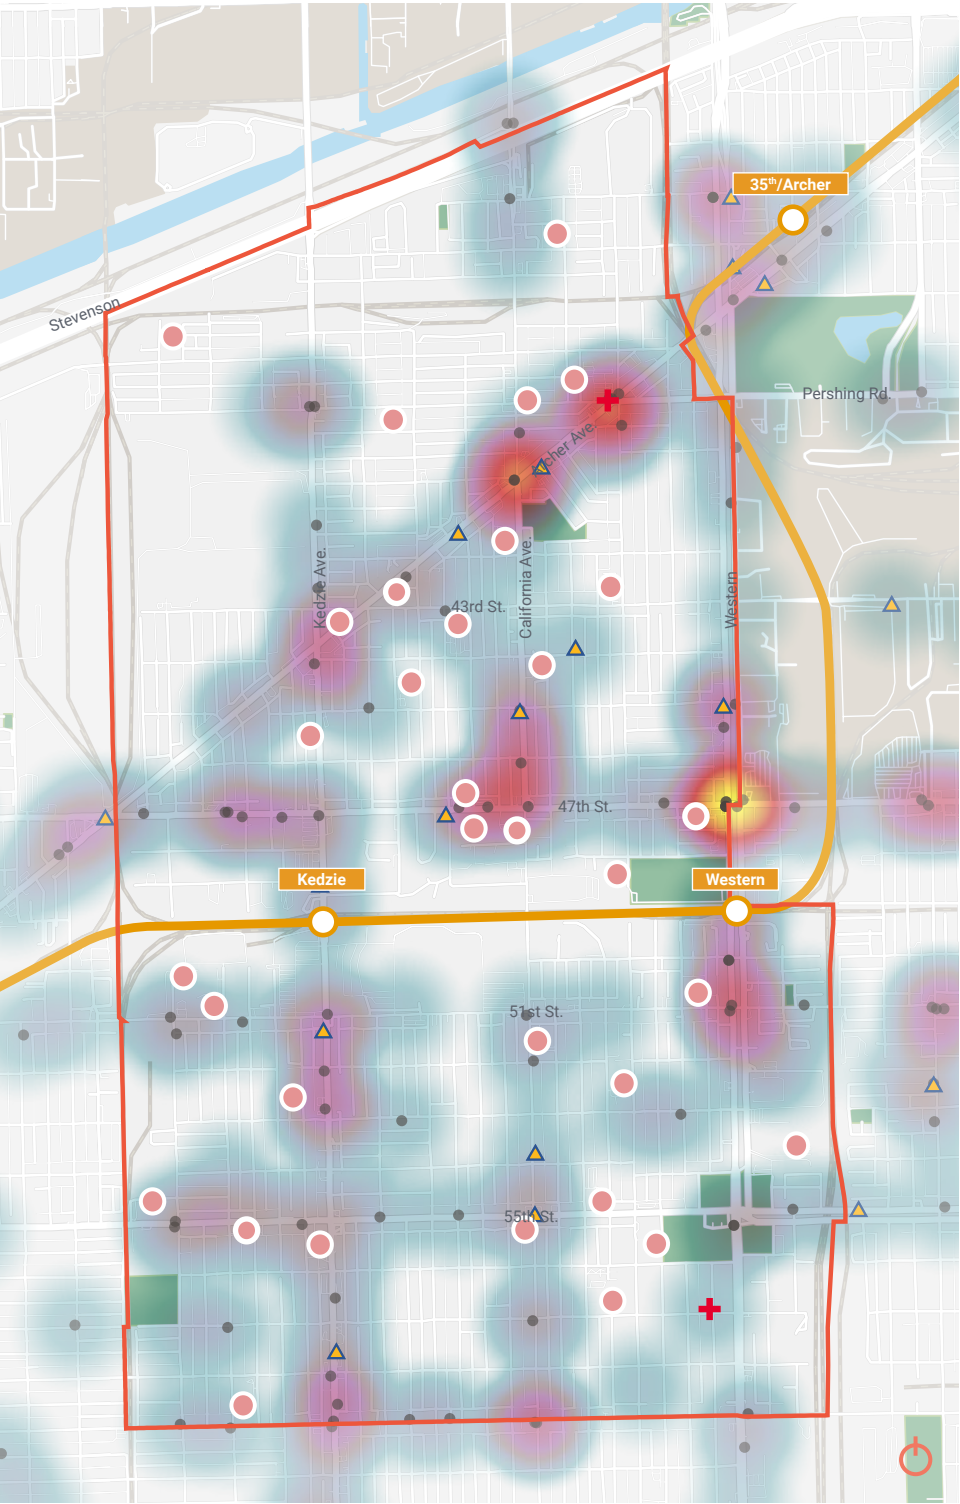 35th/Archer
Stevenson
Pershing Rd.
Archer Ave.
Kedzie Ave.
California Ave.
43rd St.
Western
47th St.
Kedzie
Western
51st St.
55th St.